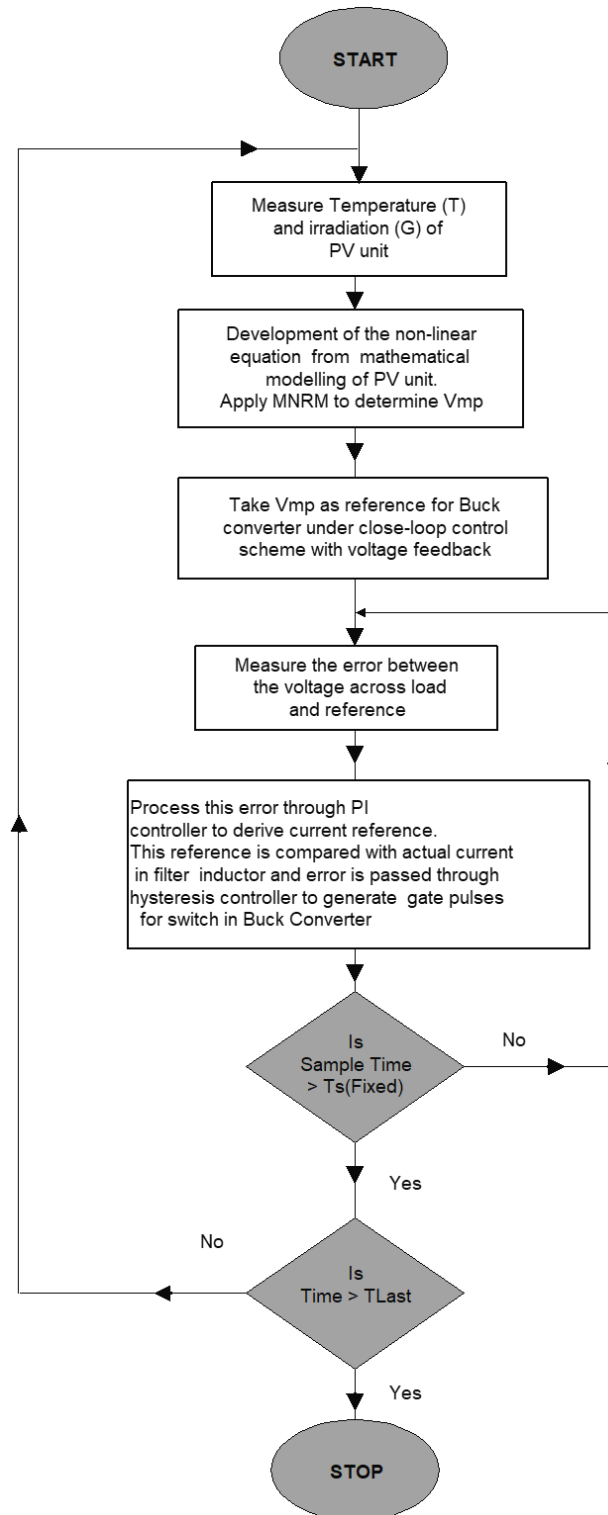 START
Measure Temperature (T)
and irradiation (G) of
PV unit
Development of the non-linear
equation from mathematical
modelling of PV unit.
Apply MNRM to determine Vmp
Take Vmp as reference for Buck
converter under close-loop control
scheme with voltage feedback
Measure the error between
the voltage across load
and reference
Process this error through PI
controller to derive current reference.
This reference is compared with actual current
in filter inductor and error is passed through
hysteresis controller to generate gate pulses
for switch in Buck Converter
Is
Sample Time
> Ts(Fixed)
No
Yes
No
Is
Time > TLast
Yes
STOP